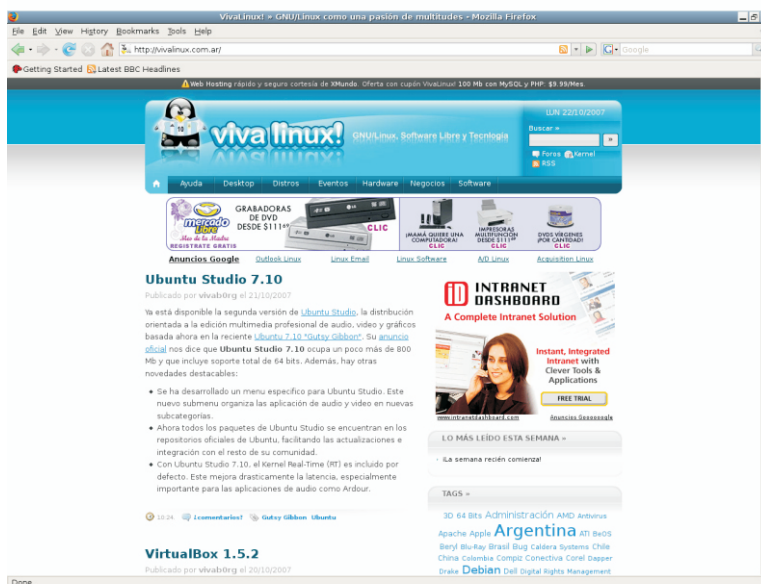 VivaLinux! » GNU/Linux como una pasión de multitudes - Mozilla Firefox
File Edit View History Bookmarks Tools Help
http://vivalinux.com.ar/
Google
Getting Started Latest BBC Headlines
Web Hosting rápido y seguro cortesía de XMundo. Oferta con cupón VivaLinux! 100 Mb con MySQL y PHP: $9.99/Mes.
LUN 22/10/2007
Buscar »
viva linux!
GNU/Linux, Software Libre y Tecnología
»
Foros Kernel
RSS
Ayuda Desktop Distros Eventos Hardware Negocios Software
mercado libre
Mes de la Madre
REGISTRATE GRATIS
GRABADORAS DE DVD DESDE $111
CLIC
¡MAMÁ QUIERE UNA COMPUTADORA!
CLIC
IMPRESORAS MULTIFUNCIÓN DESDE $111
CLIC
DVDS VÍRGENES ¡POR CANTIDAD!
CLIC
Anuncios Google Outlook Linux Linux Email Linux Software A/D Linux Acquisition Linux
Ubuntu Studio 7.10
Publicado por vivab0rg el 21/10/2007
Ya está disponible la segunda versión de Ubuntu Studio, la distribución
orientada a la edición multimedia profesional de audio, video y gráficos
basada ahora en la reciente Ubuntu 7.10 "Gutsy Gibbon". Su anuncio
oficial nos dice que Ubuntu Studio 7.10 ocupa un poco más de 800
Mb y que incluye soporte total de 64 bits. Además, hay otras
novedades destacables:
Se ha desarrollado un menu especifico para Ubuntu Studio. Este
nuevo submenu organiza las aplicación de audio y video en nuevas
subcategorías.
Ahora todos los paquetes de Ubuntu Studio se encuentran en los
repositorios oficiales de Ubuntu, facilitando las actualizaciones e
integración con el resto de su comunidad.
Con Ubuntu Studio 7.10, el Kernel Real-Time (RT) es incluido por
defecto. Este mejora drasticamente la latencia, especialmente
importante para las aplicaciones de audio como Ardour.
10:24 ¿comentarios? Gutsy Gibbon Ubuntu
VirtualBox 1.5.2
Publicado por vivab0rg el 20/10/2007
INTRANET
DASHBOARD
A Complete Intranet Solution
Instant, Integrated
Intranet with
Clever Tools &
Applications
FREE TRIAL
www.intranetdashboard.com Anuncios Goooooogle
LO MÁS LEÍDO ESTA SEMANA »
¡La semana recién comienza!
TAGS »
3D 64 Bits Administración AMD Antivirus
Apache Apple Argentina ATI BeOS
Beryl Blu-Ray Brasil Bug Caldera Systems Chile
China Colombia Compiz Conectiva Corel Dapper
Drake Debian Dell Digital Rights Management
Done